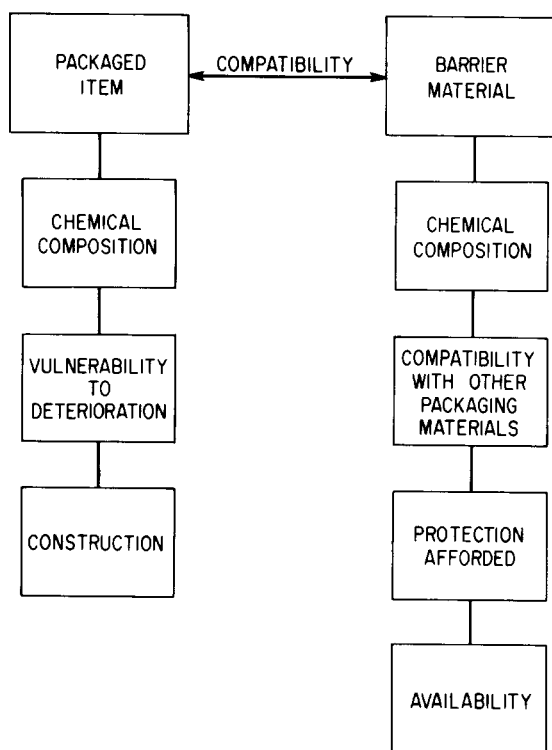 PACKAGED
ITEM
COMPATIBILITY
BARRIER
MATERIAL
CHEMICAL
COMPOSITION
VULNERABILITY
TO
DETERIORATION
CONSTRUCTION
CHEMICAL
COMPOSITION
COMPATIBILITY
WITH OTHER
PACKAGING
MATERIALS
PROTECTION
AFFORDED
AVAILABILITY